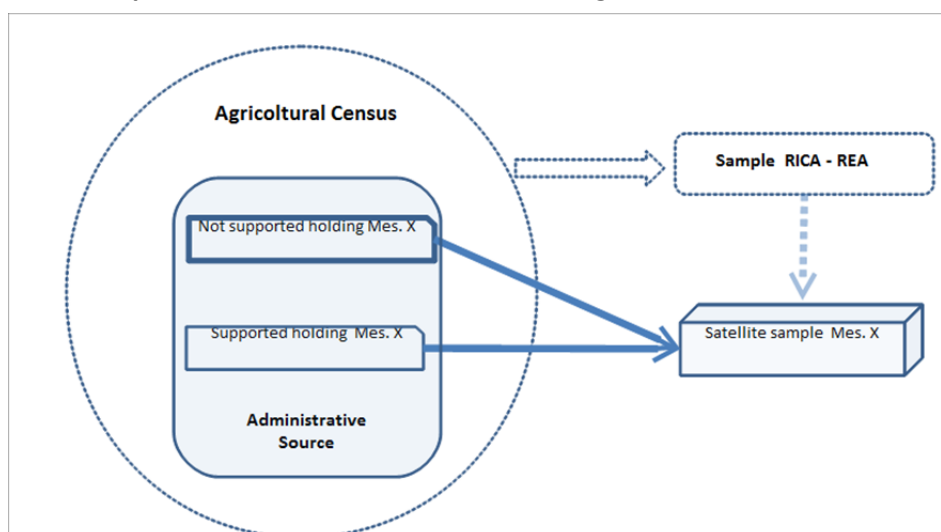 Agricoltural Census
Sample RICA - REA
Not supported holding Mes. X
Supported holding Mes. X
Satellite sample Mes. X
Administrative
Source